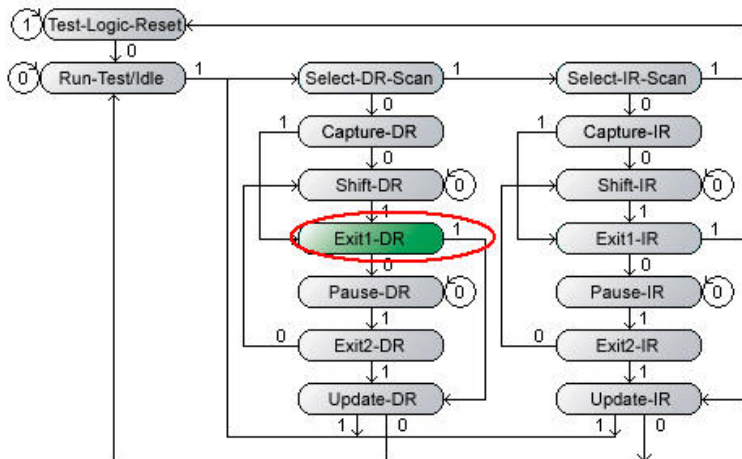 1 Test-Logic-Reset
0
0 Run-Test/Idle 1 Select-DR-Scan 1 Select-IR-Scan 1
0 0
1 Capture-DR 1 Capture-IR
0 0
Shift-DR 0 Shift-IR 0
1 1
Exit1-DR 1 Exit1-IR 1
0 0
Pause-DR 0 Pause-IR 0
1 1
0 Exit2-DR 0 Exit2-IR
1 1
Update-DR Update-IR
1 0 1 0